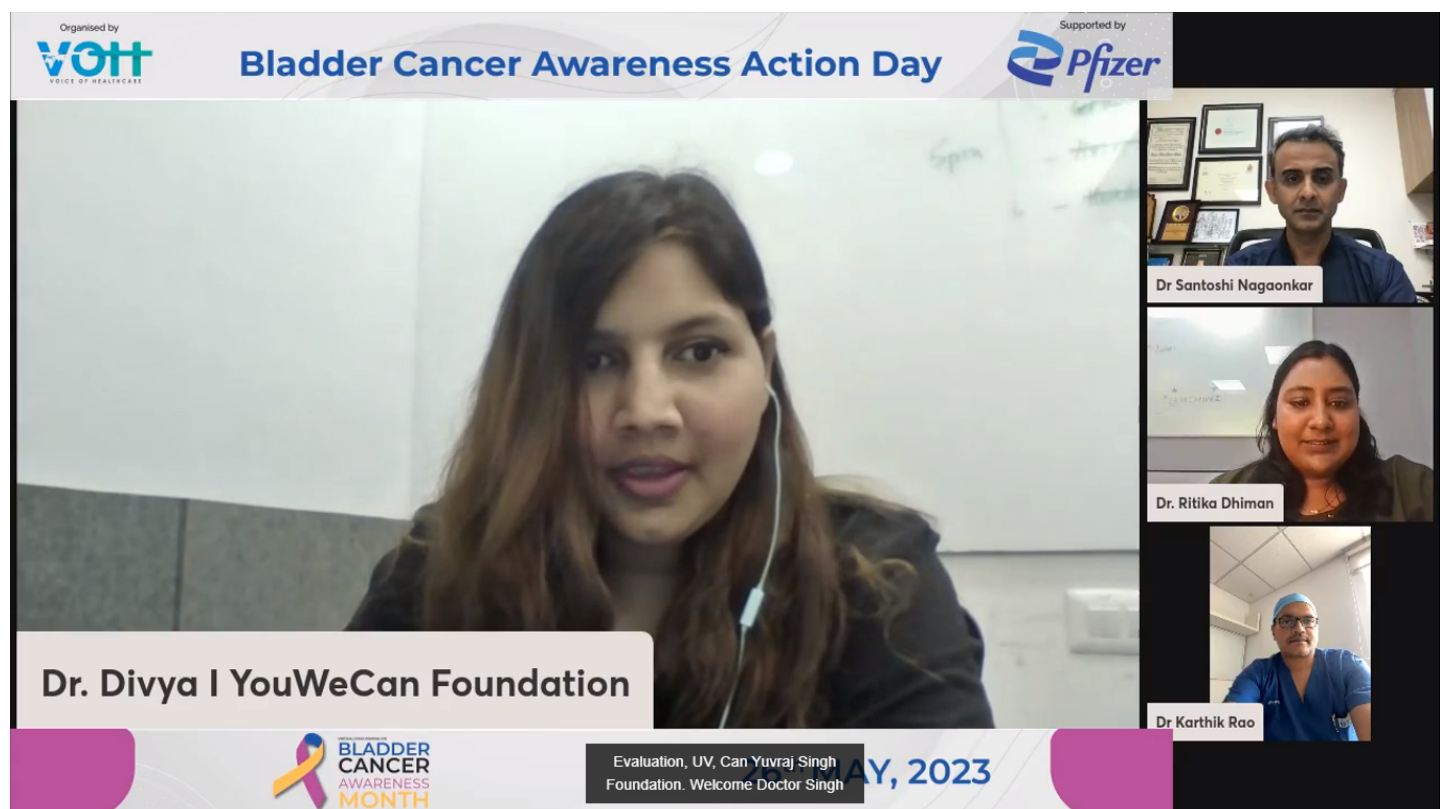 Organised by
VOH
VOICE OF HEALTHCARE
Bladder Cancer Awareness Action Day
Supported by
Pfizer
5pm
Dr Santoshi Nagaonkar
Dr. Ritika Dhiman
Dr Karthik Rao
Dr. Divya I YouWeCan Foundation
BLADDER
CANCER
AWARENESS
MONTH
26th MAY, 2023
Evaluation, UV, Can Yuvraj Singh
Foundation. Welcome Doctor Singh